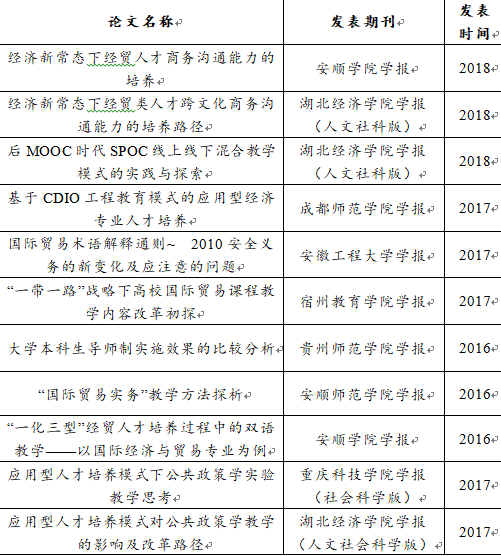 论文名称 发表期刊 发表
时间
经济新常态下经贸人才商务沟通能力的
培养 安顺学院学报 2018
经济新常态下经贸类人才跨文化商务沟
通能力的培养路径 湖北经济学院学报
（人文社科版） 2018
后 MOOC 时代 SPOC 线上线下混合教学
模式的实践与探索 湖北经济学院学报
（人文社科版） 2018
基于 CDIO 工程教育模式的应用型经济
专业人才培养 成都师范学院学报 2017
国际贸易术语解释通则~ 2010 安全义
务的新变化及应注意的问题 安徽工程大学学报 2017
“一带一路”战略下高校国际贸易课程教
学内容改革初探 宿州教育学院学报 2017
大学本科生导师制实施效果的比较分析 贵州师范学院学报 2016
“国际贸易实务”教学方法探析 安顺师范学院学报 2016
“一化三型”经贸人才培养过程中的双语
教学——以国际经济与贸易专业为例 安顺学院学报 2016
应用型人才培养模式下公共政策学实验
教学思考 重庆科技学院学报
（社会科学版） 2017
应用型人才培养模式对公共政策学教学
的影响及改革路径 湖北经济学院学报
（人文社会科学版） 2017